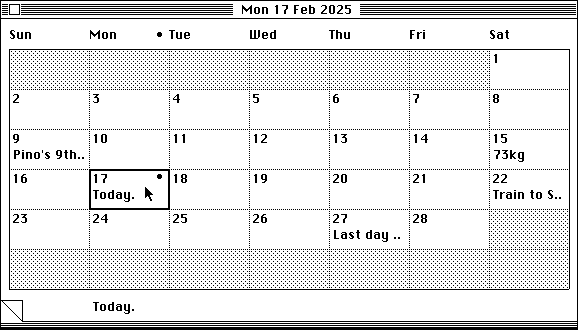 Mon 17 Feb 2025
Sun Mon • Tue Wed Thu Fri Sat
1
2 3 4 5 6 7 8
9 10 11 12 13 14 15
Pino's 9th.. 73kg
16 17 • 18 19 20 21 22
Today. Train to S..
23 24 25 26 27 28
Last day ..
Today.